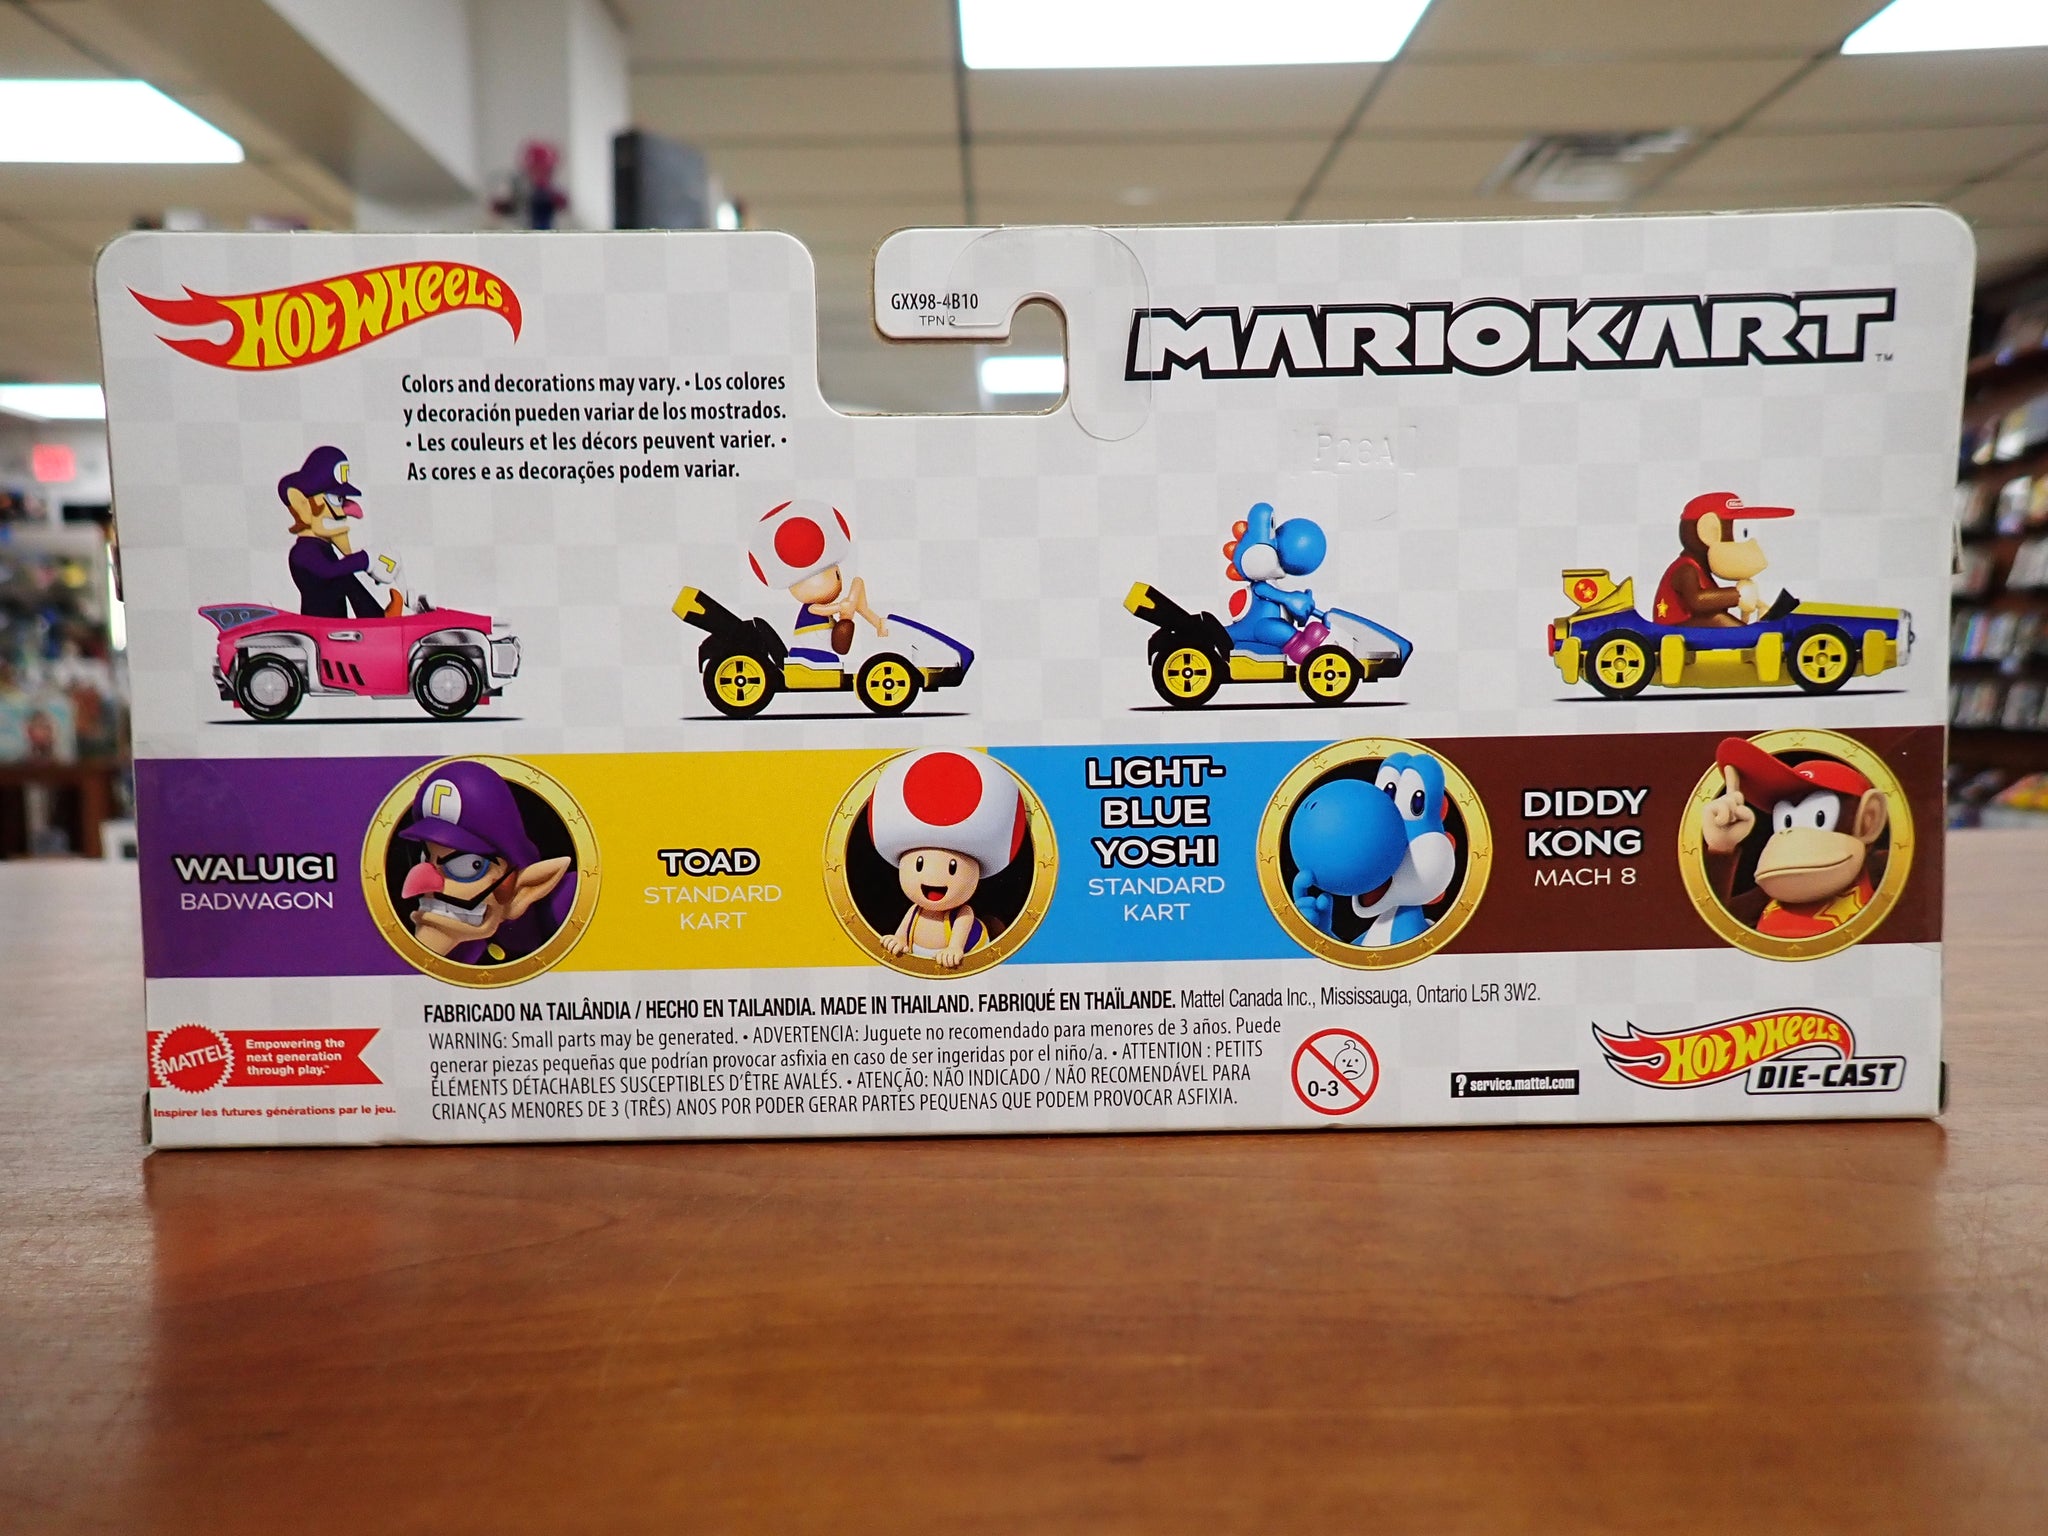 HOT WHEELS
GXX98-4B10
TPN 2
MARIOKART™
Colors and decorations may vary. • Los colores
y decoración pueden variar de los mostrados.
• Les couleurs et les décors peuvent varier. •
As cores e as decorações podem variar.
P26A
WALUIGI
BADWAGON
TOAD
STANDARD
KART
LIGHT-
BLUE
YOSHI
STANDARD
KART
DIDDY
KONG
MACH 8
FABRICADO NA TAILÂNDIA / HECHO EN TAILANDIA. MADE IN THAILAND. FABRIQUÉ EN THAÏLANDE. Mattel Canada Inc., Mississauga, Ontario L5R 3W2.
WARNING: Small parts may be generated. • ADVERTENCIA: Juguete no recomendado para menores de 3 años. Puede
generar piezas pequeñas que podrían provocar asfixia en caso de ser ingeridas por el niño/a. • ATTENTION : PETITS
ÉLÉMENTS DÉTACHABLES SUSCEPTIBLES D'ÊTRE AVALÉS. • ATENÇÃO: NÃO INDICADO / NÃO RECOMENDÁVEL PARA
CRIANÇAS MENORES DE 3 (TRÊS) ANOS POR PODER GERAR PARTES PEQUENAS QUE PODEM PROVOCAR ASFIXIA.
MATTEL
Empowering the
next generation
through play.™
Inspirer les futures générations par le jeu.
0-3
? service.mattel.com
HOT WHEELS
DIE-CAST